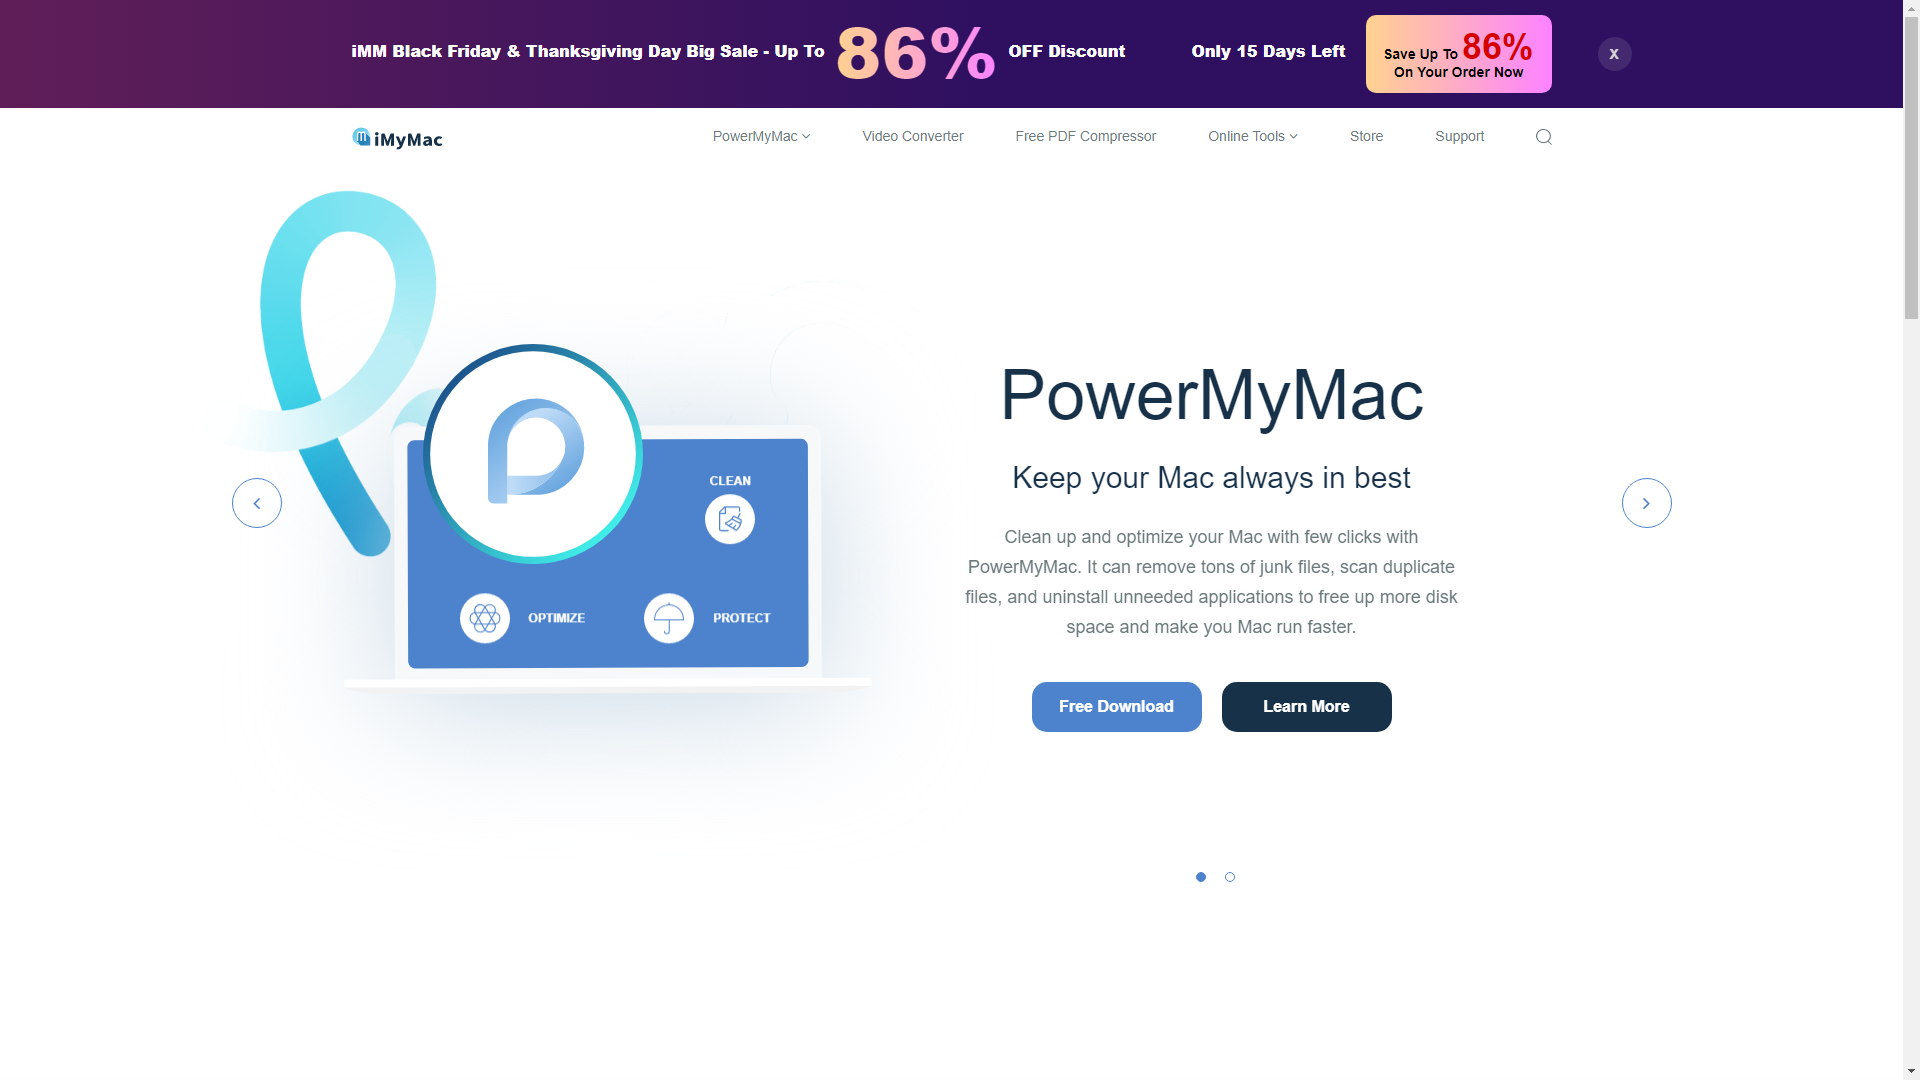 iMM Black Friday & Thanksgiving Day Big Sale - Up To 86% OFF Discount
Only 15 Days Left
Save Up To 86%
On Your Order Now
X
iMyMac
PowerMyMac
Video Converter
Free PDF Compressor
Online Tools
Store
Support
CLEAN
OPTIMIZE
PROTECT
PowerMyMac
Keep your Mac always in best
Clean up and optimize your Mac with few clicks with
PowerMyMac. It can remove tons of junk files, scan duplicate
files, and uninstall unneeded applications to free up more disk
space and make you Mac run faster.
Free Download
Learn More